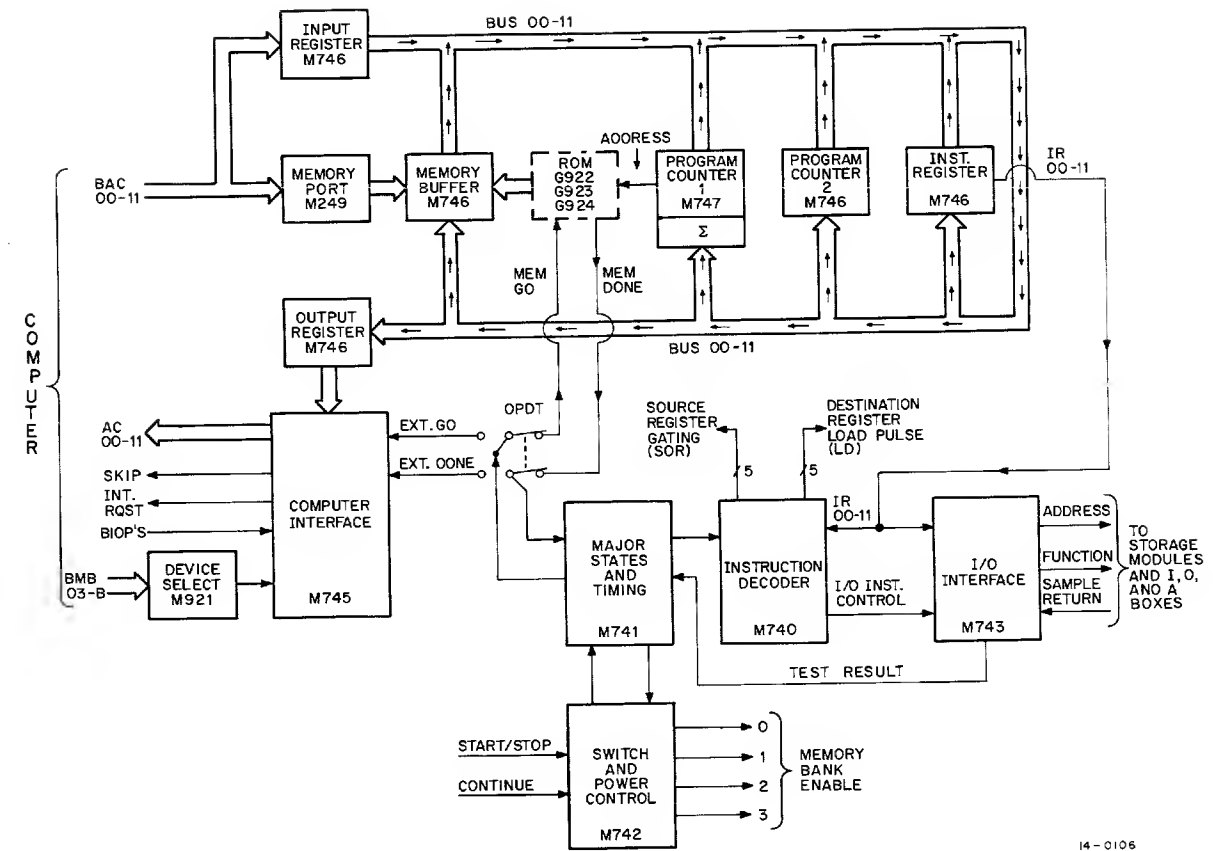 INPUT
REGISTER
M746
BUS 00-11
BAC
00-11
MEMORY
PORT
M249
MEMORY
BUFFER
M746
ROM
G922
G923
G924
AOORESS
PROGRAM
COUNTER
1
M747
Σ
PROGRAM
COUNTER
2
M746
INST.
REGISTER
M746
IR
00-11
MEM
GO
MEM
DONE
COMPUTER
OUTPUT
REGISTER
M746
BUS 00-11
AC
00-11
SKIP
INT.
RQST
BIOP'S
BMB
03-B
DEVICE
SELECT
M921
COMPUTER
INTERFACE
M745
EXT. GO
EXT. OONE
OPDT
SOURCE
REGISTER
GATING
(SOR)
5
DESTINATION
REGISTER
LOAD PULSE
(LD)
5
MAJOR
STATES
AND
TIMING
M741
INSTRUCTION
DECODER
M740
IR
00-11
I/O INST.
CONTROL
I/O
INTERFACE
M743
ADDRESS
FUNCTION
SAMPLE
RETURN
TO
STORAGE
MODULES
AND I, O,
ANO A
BOXES
TEST RESULT
START/STOP
CONTINUE
SWITCH
AND
POWER
CONTROL
M742
0
1
2
3
MEMORY
BANK
ENABLE
14-0106